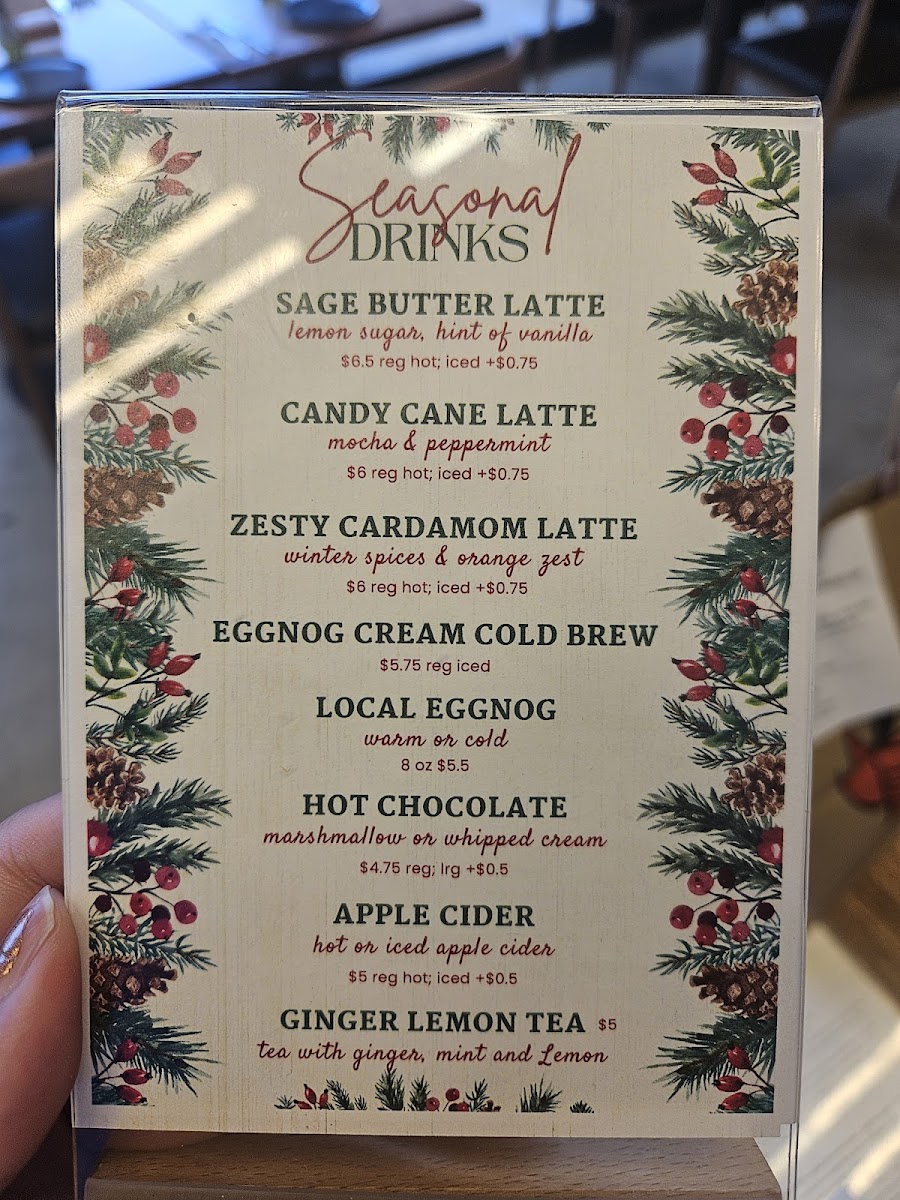 Seasonal
DRINKS
SAGE BUTTER LATTE
lemon sugar, hint of vanilla
$6.5 reg hot; iced +$0.75
CANDY CANE LATTE
mocha & peppermint
$6 reg hot; iced +$0.75
ZESTY CARDAMOM LATTE
winter spices & orange zest
$6 reg hot; iced +$0.75
EGGNOG CREAM COLD BREW
$5.75 reg iced
LOCAL EGGNOG
warm or cold
8 oz $5.5
HOT CHOCOLATE
marshmallow or whipped cream
$4.75 reg; lrg +$0.5
APPLE CIDER
hot or iced apple cider
$5 reg hot; iced +$0.5
GINGER LEMON TEA $5
tea with ginger, mint and Lemon